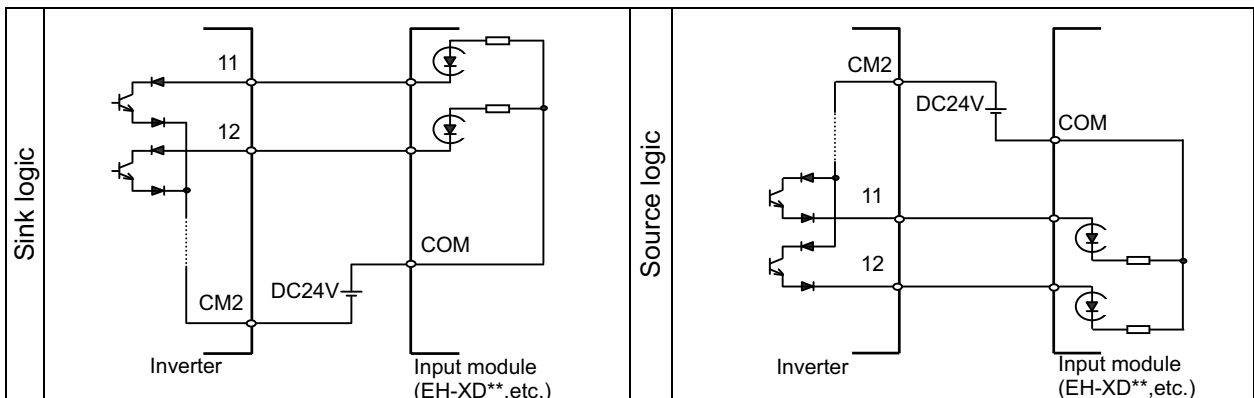 Sink logic
11
12
COM
CM2
DC24V
Inverter
Input module
(EH-XD**,etc.)
Source logic
CM2
DC24V
COM
11
12
Inverter
Input module
(EH-XD**,etc.)